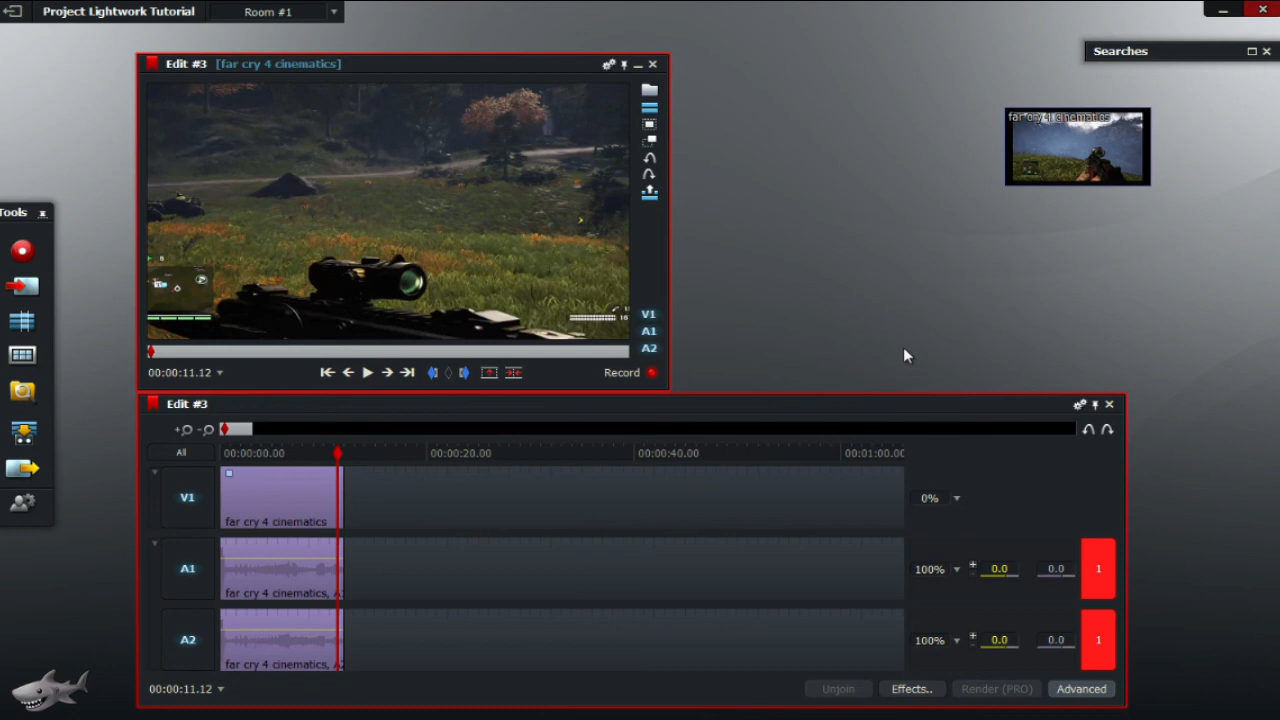 Project Lightwork Tutorial
Room #1
Searches
Edit #3 [far cry 4 cinematics]
far cry 4 cinematics
Tools
V1
A1
A2
00:00:11.12
Record
Edit #3
All
00:00:00.00
00:00:20.00
00:00:40.00
00:01:00.00
V1
far cry 4 cinematics
0%
A1
far cry 4 cinematics, A
100%
0.0
0.0
1
A2
far cry 4 cinematics, A2
100%
0.0
0.0
1
00:00:11.12
Unjoin
Effects..
Render (PRO)
Advanced